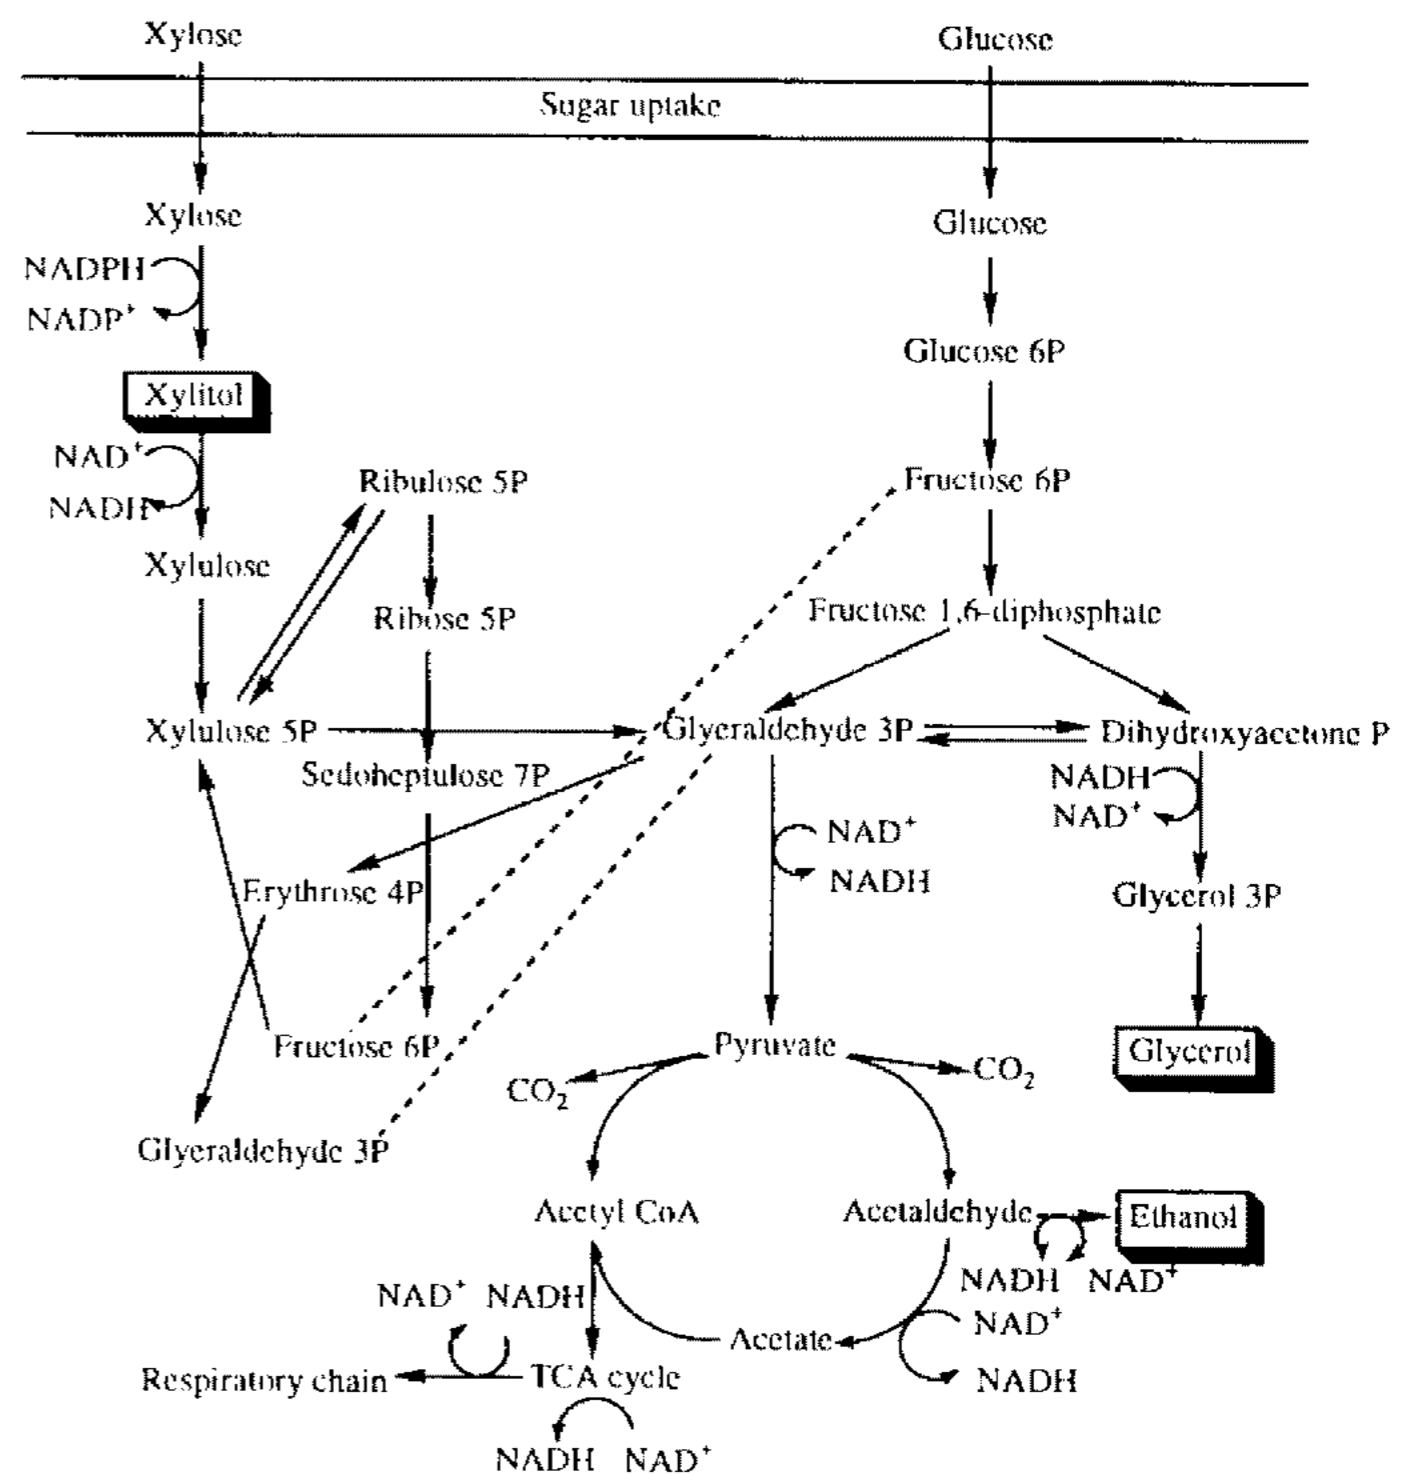 Xylose
Glucose
Sugar uptake
Xylose
Glucose
NADPH
NADP⁺
Glucose 6P
Xylitol
NAD⁺
NADH
Ribulose 5P
Fructose 6P
Xylulose
Ribose 5P
Fructose 1,6-diphosphate
Xylulose 5P
Glyeraldehyde 3P
Dihydroxyacetone P
Sedoheptulose 7P
NADH
NAD⁺
NAD⁺
NADH
Erythrose 4P
Glycerol 3P
Fructose 6P
Pyruvate
Glycerol
CO₂
CO₂
Glyeraldehyde 3P
Acetyl CoA
Acetaldehyde
Ethanol
NADH NAD⁺
NAD⁺ NADH
NAD⁺
Acetate
NADH
Respiratory chain
TCA cycle
NADH NAD⁺